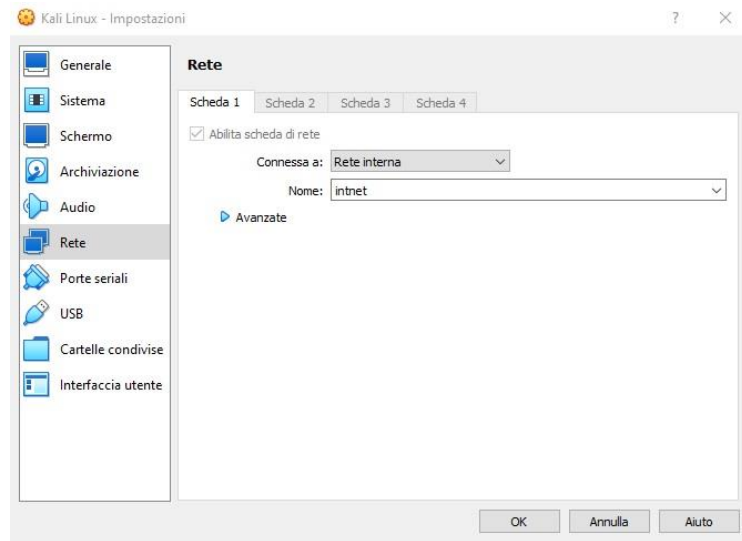 Kali Linux - Impostazioni ?
Generale
Sistema
Schermo
Archiviazione
Audio
Rete
Porte seriali
USB
Cartelle condivise
Interfaccia utente
Rete
Scheda 1 Scheda 2 Scheda 3 Scheda 4
Abilita scheda di rete
Connessa a: Rete interna
Nome: intnet
Avanzate
OK Annulla Aiuto